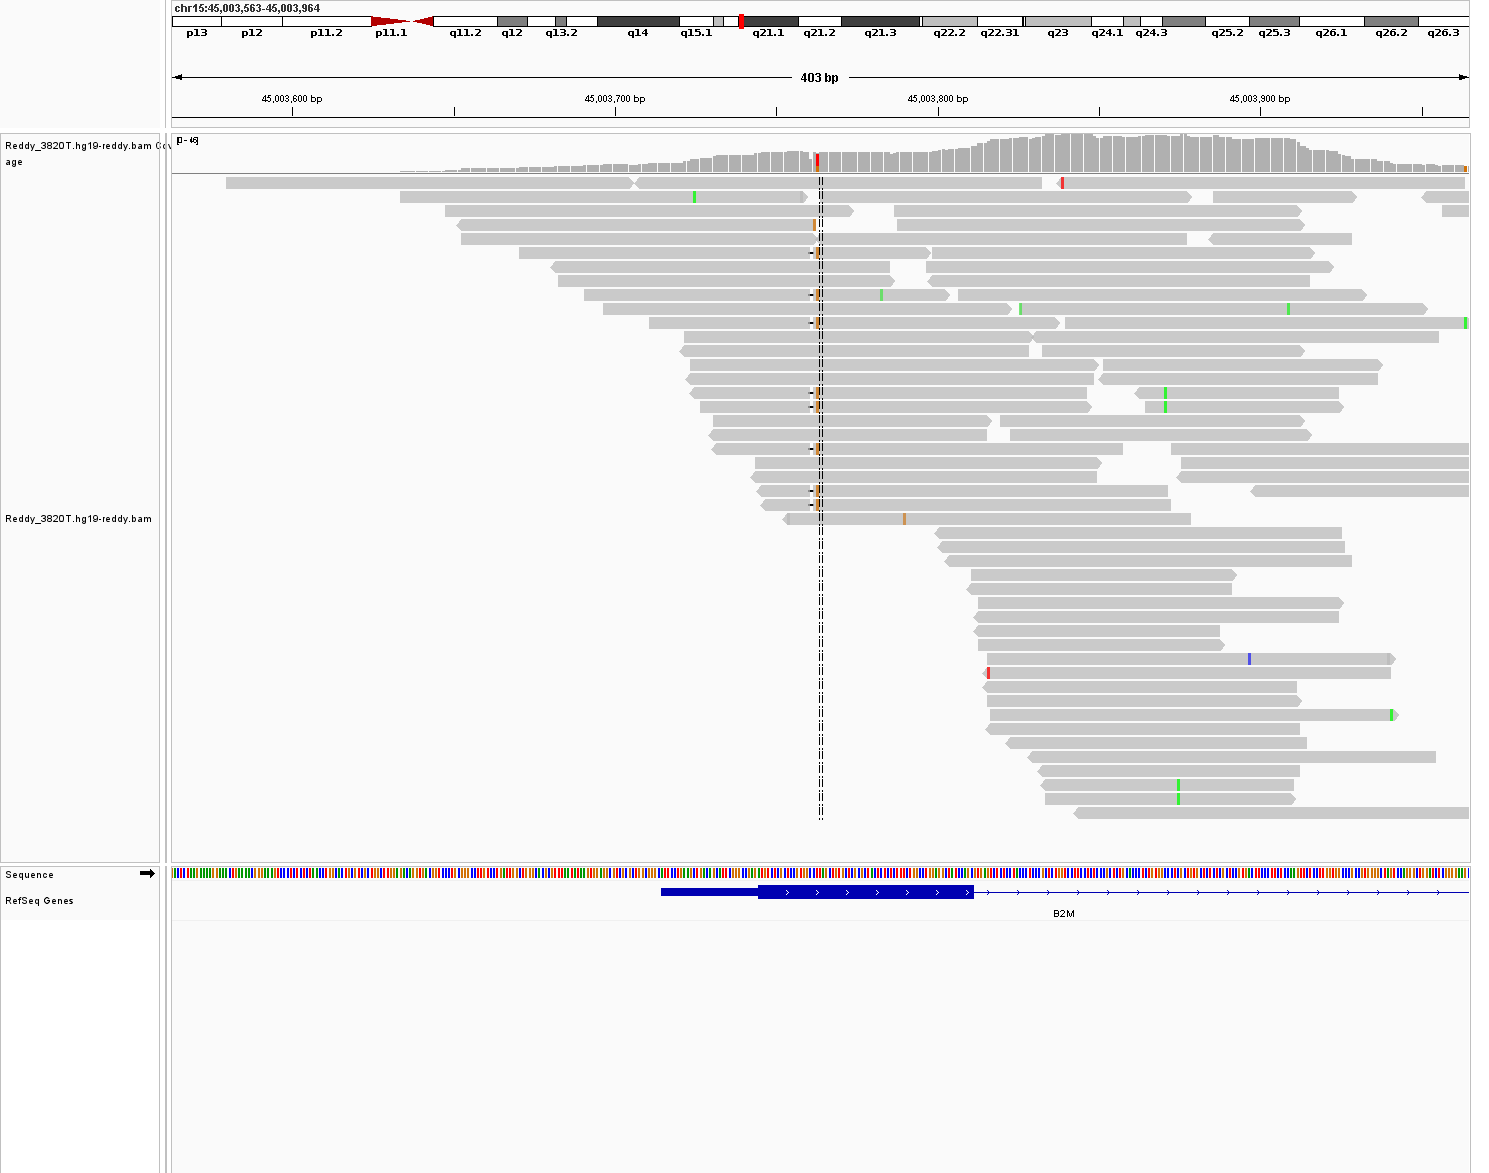 chr15:45,003,563-45,003,964
p13 p12 p11.2 p11.1 q11.2 q12 q13.2 q14 q15.1 q21.1 q21.2 q21.3 q22.2 q22.31 q23 q24.1 q24.3 q25.2 q25.3 q26.1 q26.2 q26.3
403 bp
45,003,600 bp 45,003,700 bp 45,003,800 bp 45,003,900 bp
[0 - 46]
Reddy_3820T.hg19-reddy.bam Cov
age
Reddy_3820T.hg19-reddy.bam
Sequence
RefSeq Genes
B2M